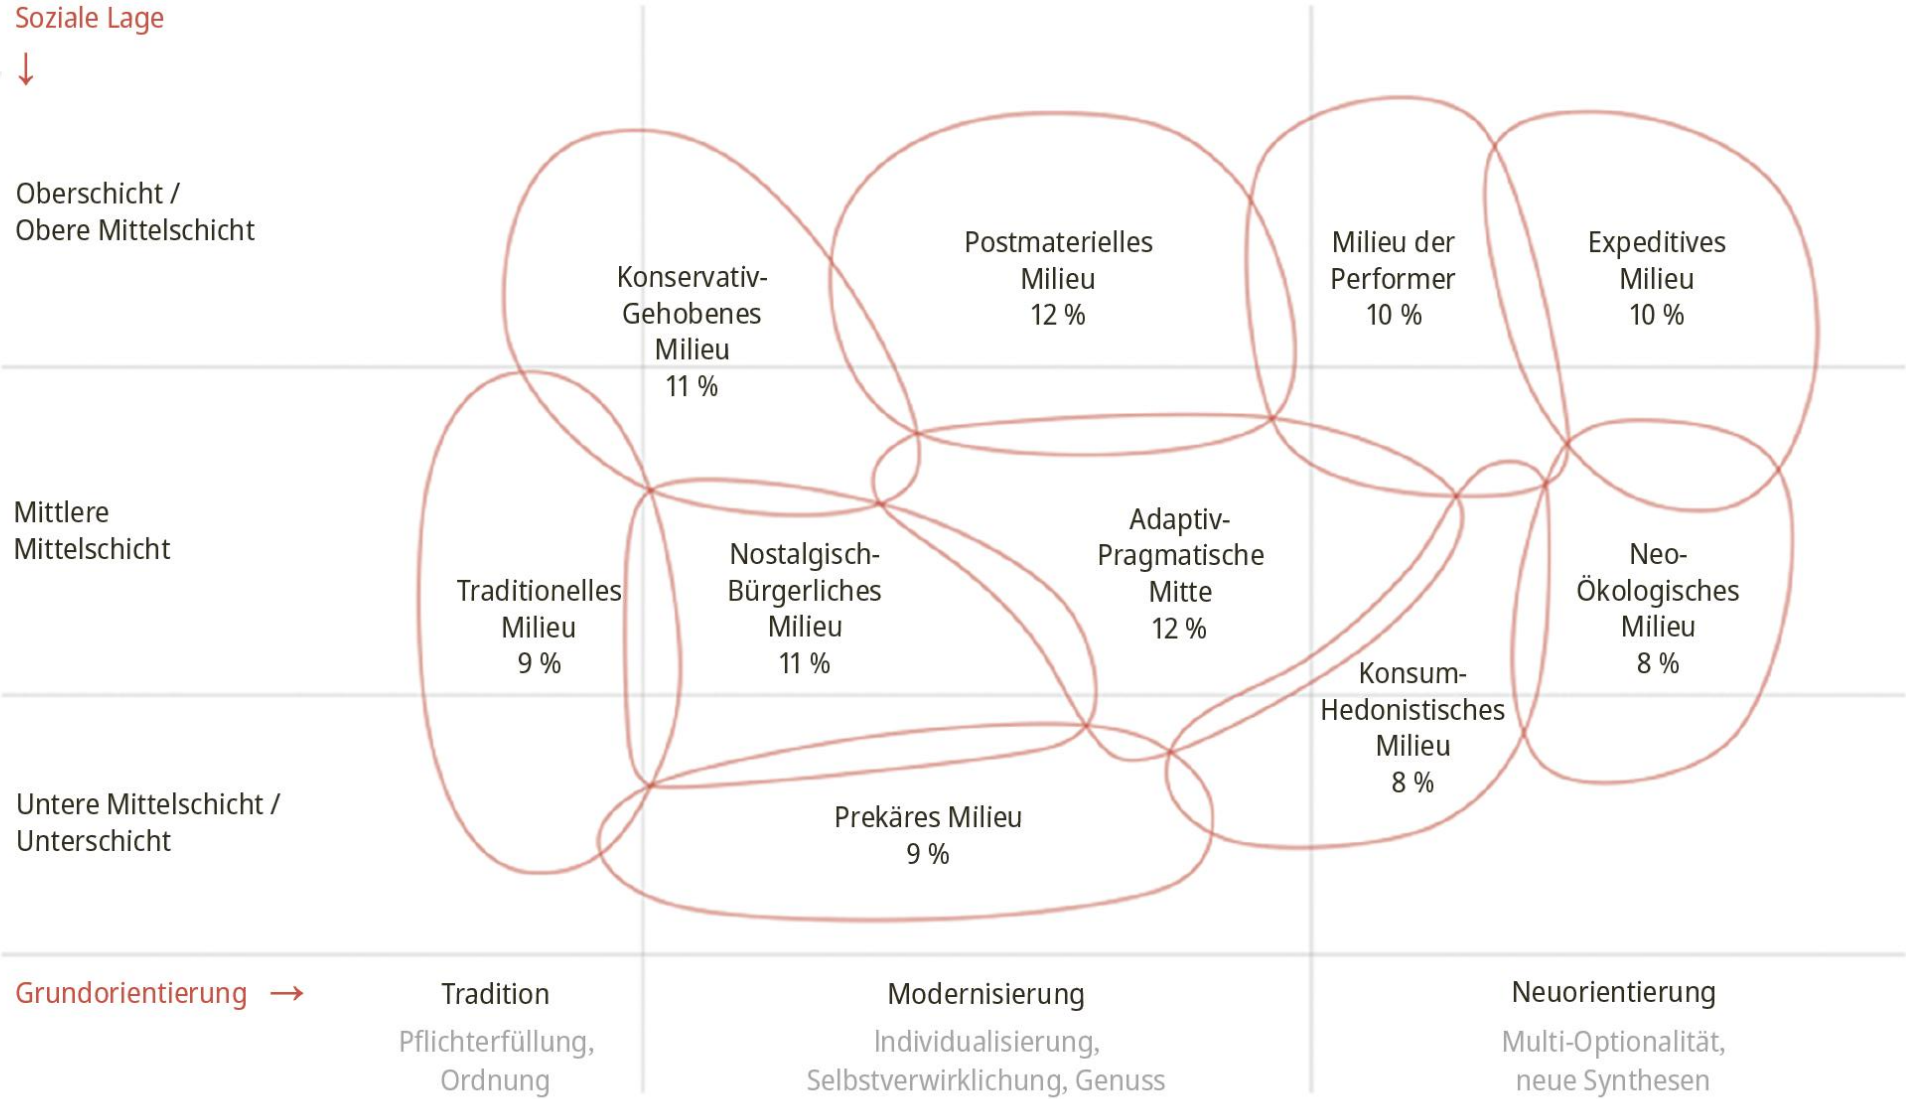 Soziale Lage
↓
Oberschicht /
Obere Mittelschicht
Konservativ-
Gehobenes
Milieu
11 %
Postmaterielles
Milieu
12 %
Milieu der
Performer
10 %
Expeditives
Milieu
10 %
Mittlere
Mittelschicht
Traditionelles
Milieu
9 %
Nostalgisch-
Bürgerliches
Milieu
11 %
Adaptiv-
Pragmatische
Mitte
12 %
Konsum-
Hedonistisches
Milieu
8 %
Neo-
Ökologisches
Milieu
8 %
Untere Mittelschicht /
Unterschicht
Prekäres Milieu
9 %
Grundorientierung →
Tradition
Pflichterfüllung,
Ordnung
Modernisierung
Individualisierung,
Selbstverwirklichung, Genuss
Neuorientierung
Multi-Optionalität,
neue Synthesen